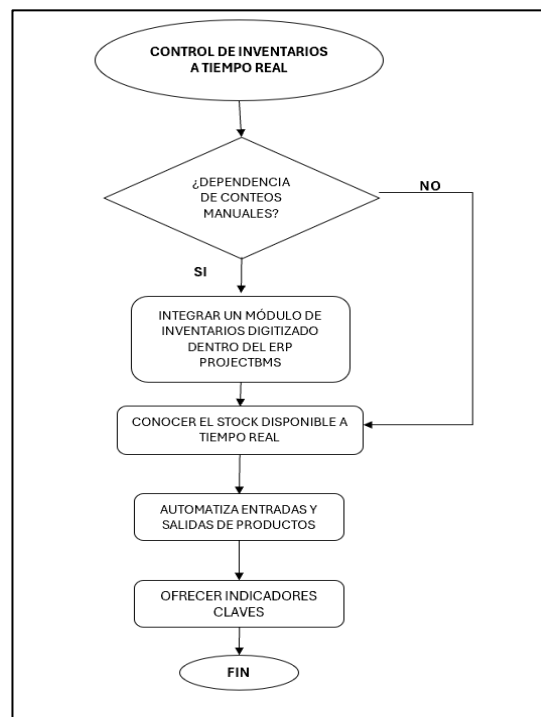 CONTROL DE INVENTARIOS
A TIEMPO REAL
¿DEPENDENCIA
DE CONTEOS
MANUALES?
NO
SI
INTEGRAR UN MÓDULO DE
INVENTARIOS DIGITIZADO
DENTRO DEL ERP
PROJECTBMS
CONOCER EL STOCK DISPONIBLE A
TIEMPO REAL
AUTOMATIZA ENTRADAS Y
SALIDAS DE PRODUCTOS
OFRECER INDICADORES
CLAVES
FIN